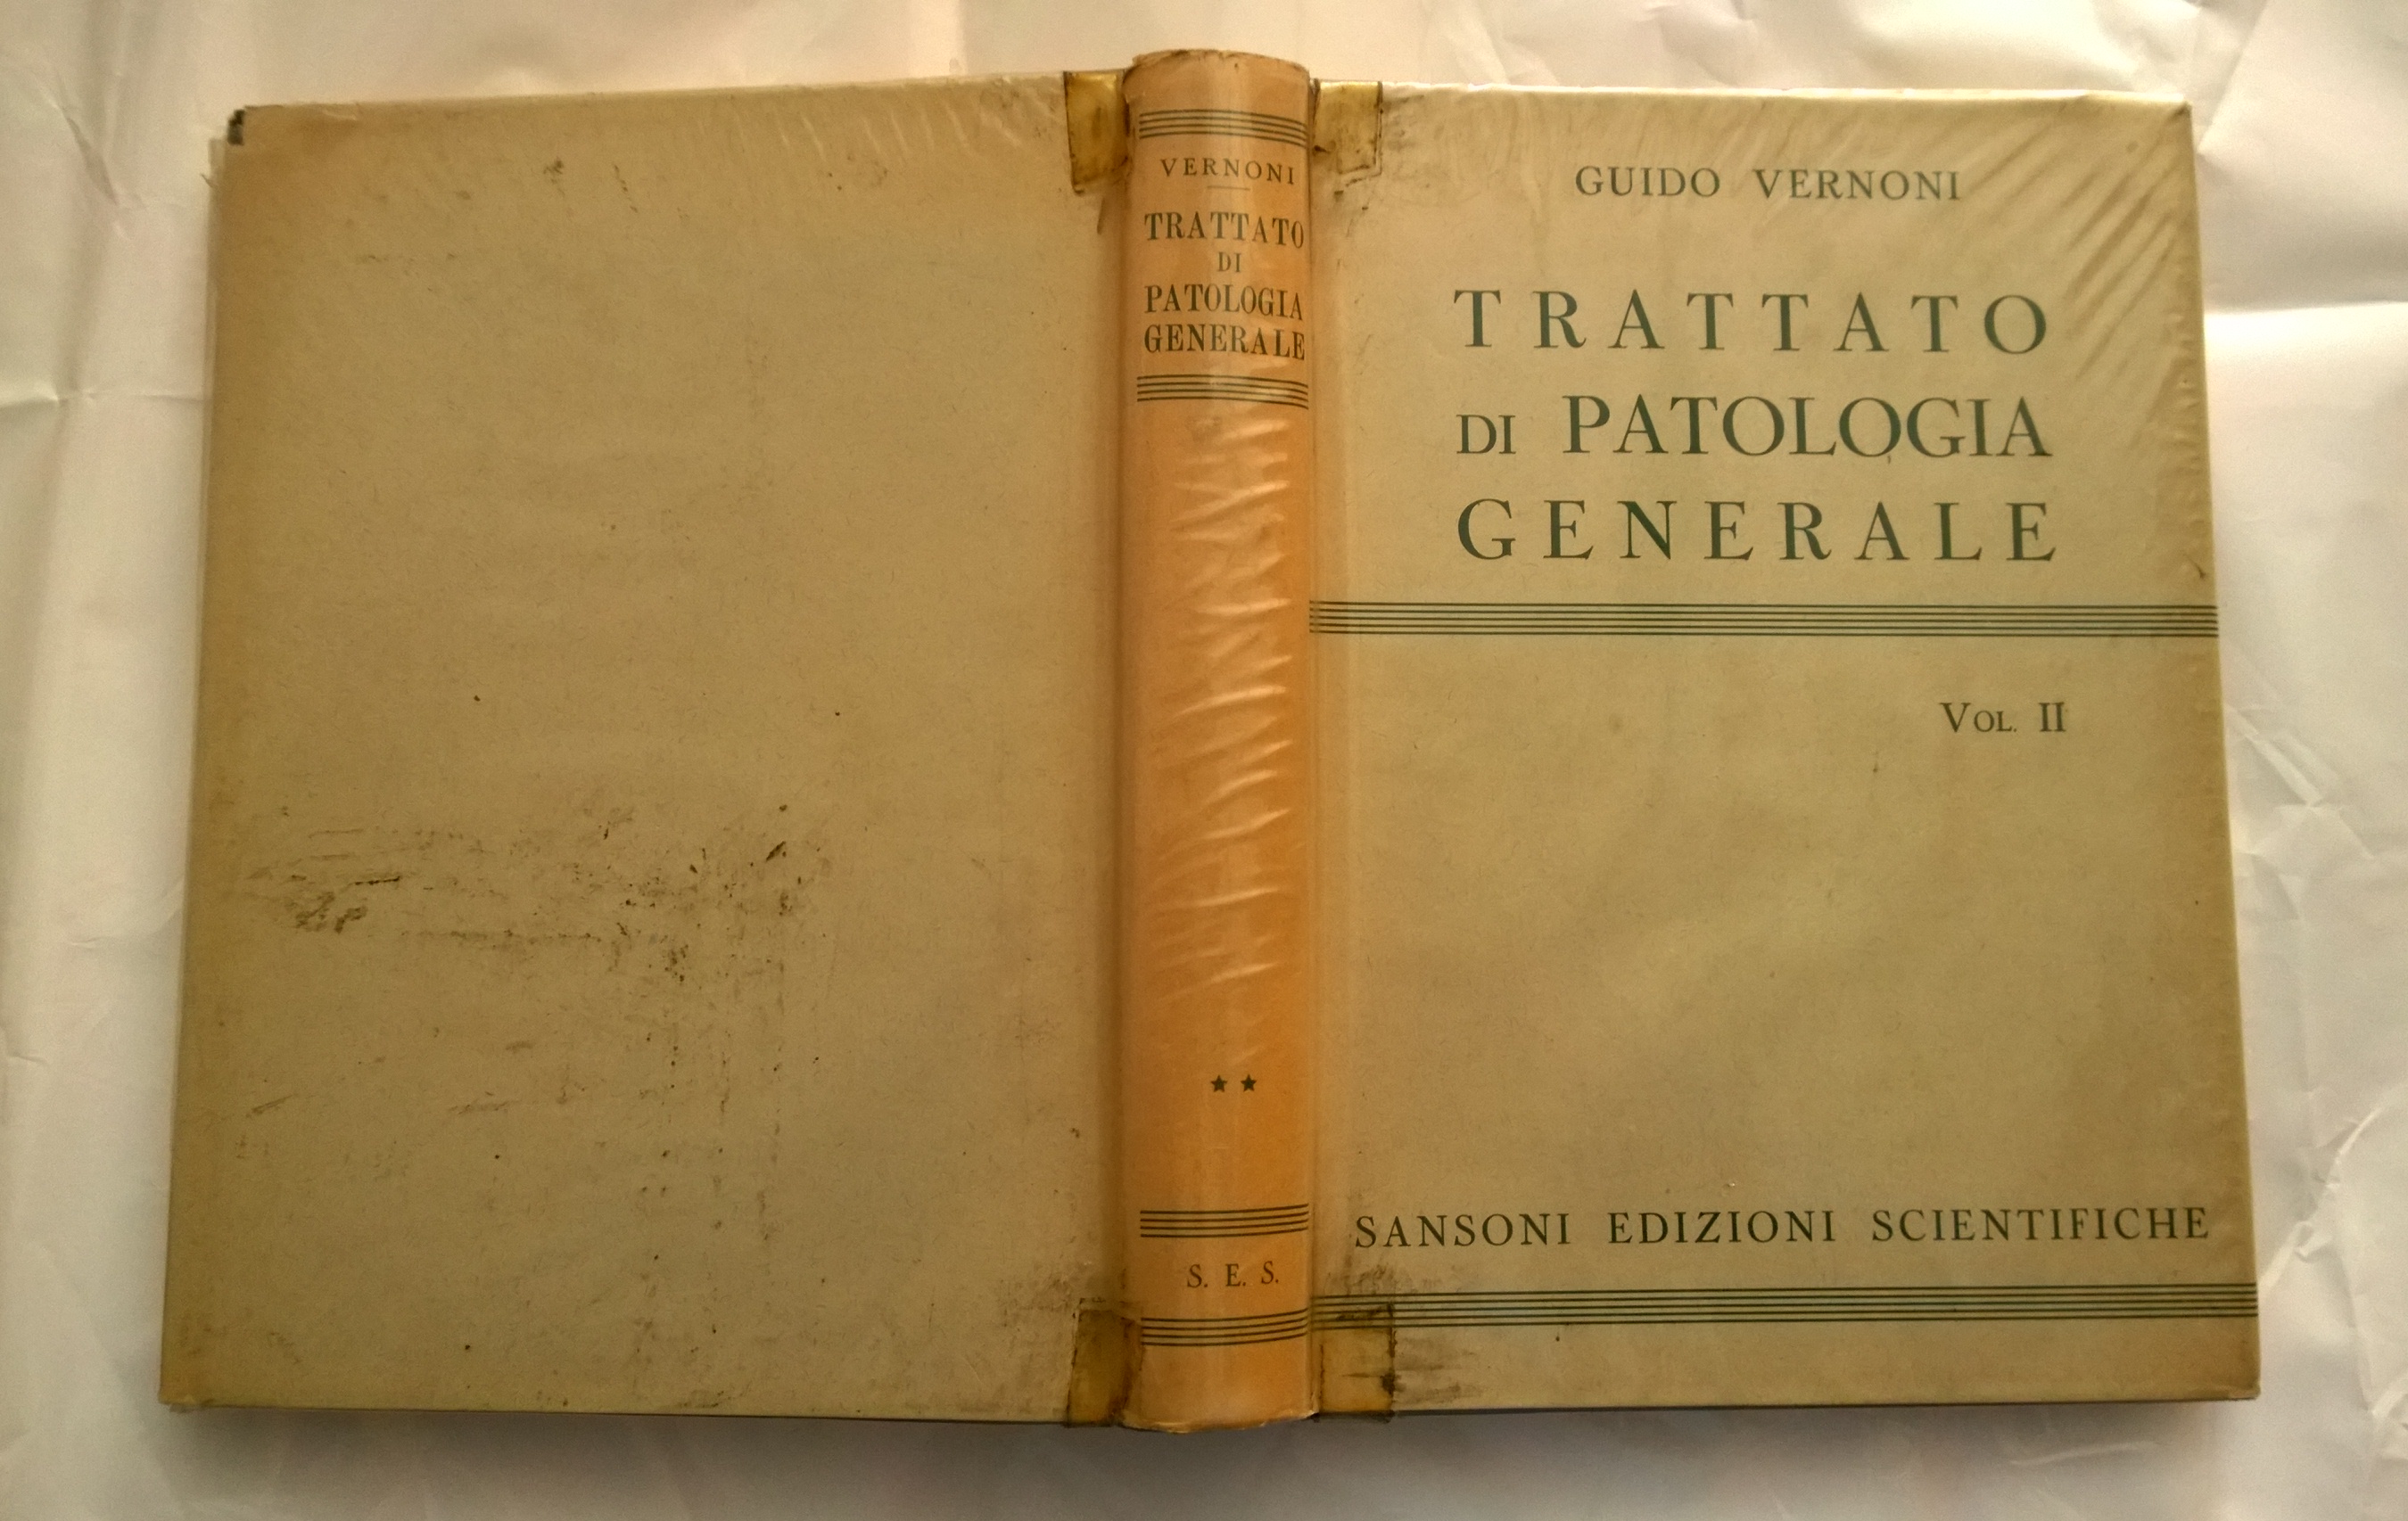 VERNONI
TRATTATO
DI
PATOLOGIA
GENERALE
★ ★
S. E. S.
GUIDO VERNONI
TRATTATO
DI PATOLOGIA
GENERALE
VOL. II
SANSONI EDIZIONI SCIENTIFICHE